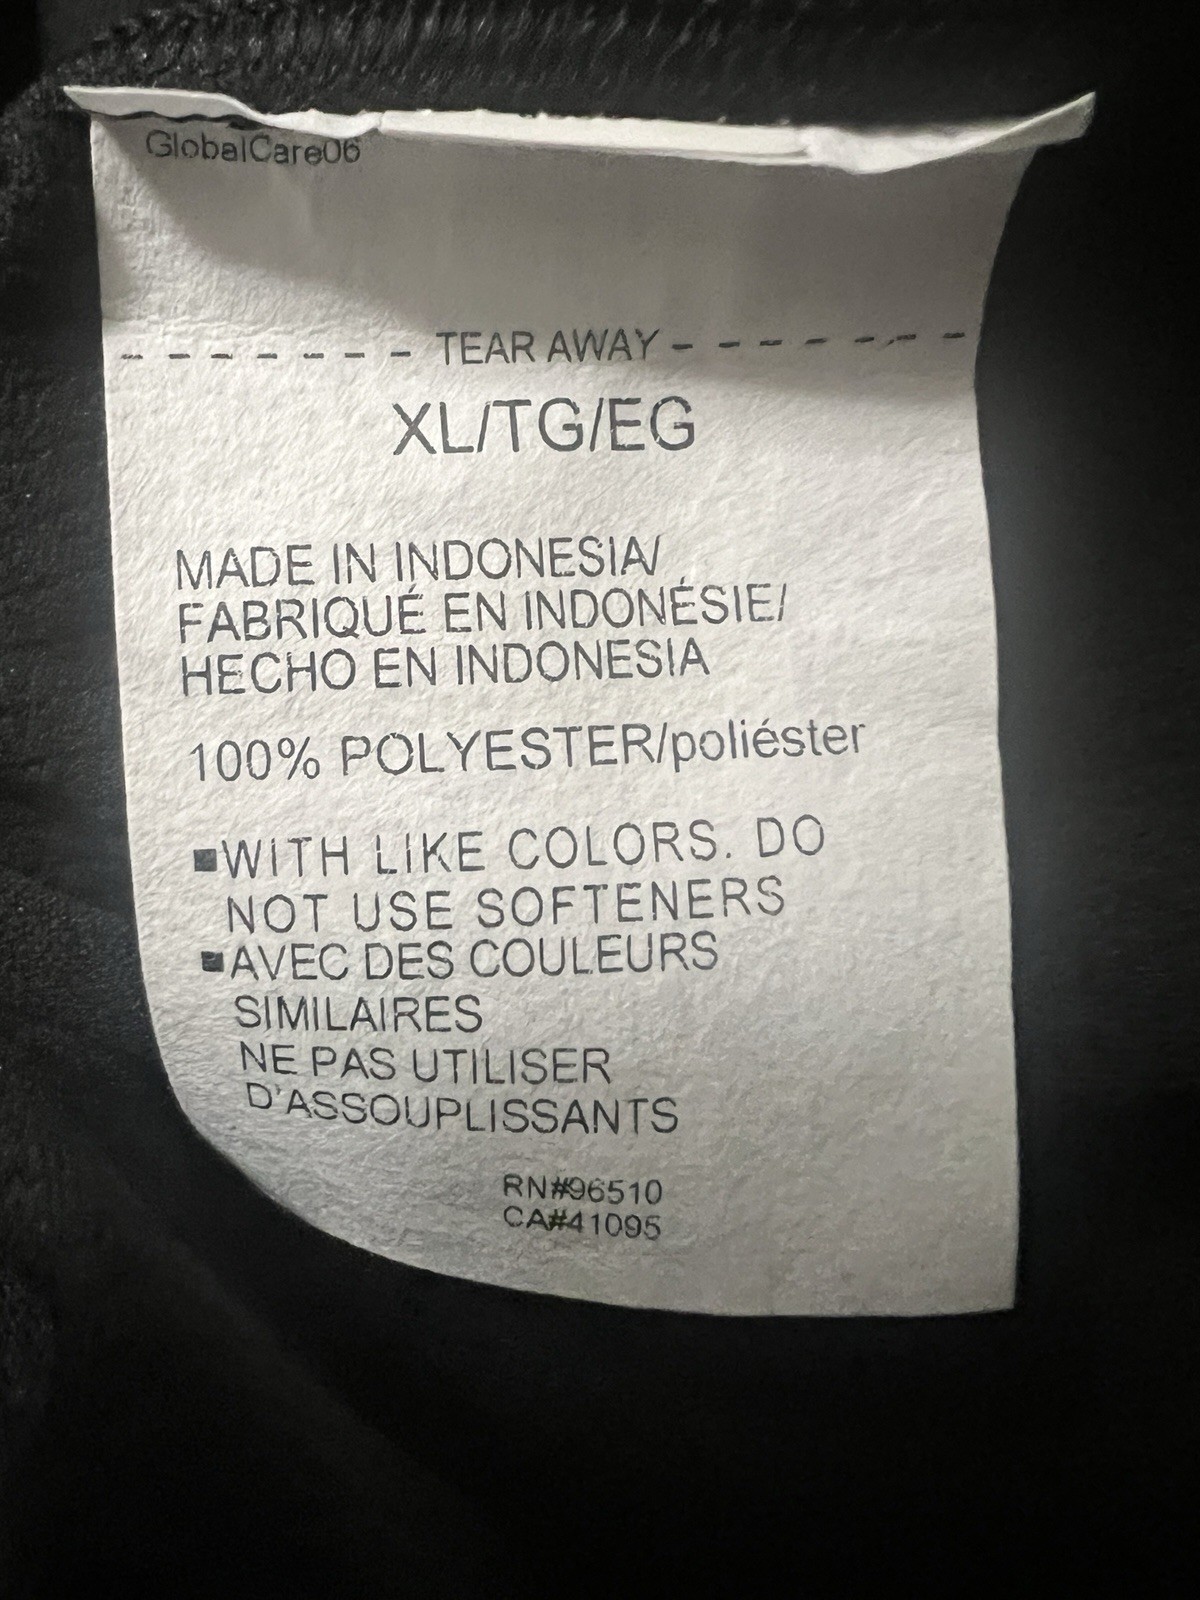 GlobalCare06
- - - - - - TEAR AWAY - - - - - -
XL/TG/EG
MADE IN INDONESIA/
FABRIQUÉ EN INDONÉSIE/
HECHO EN INDONESIA
100% POLYESTER/poliéster
▪WITH LIKE COLORS. DO
NOT USE SOFTENERS
▪AVEC DES COULEURS
SIMILAIRES
NE PAS UTILISER
D'ASSOUPLISSANTS
RN#96510
CA#41095